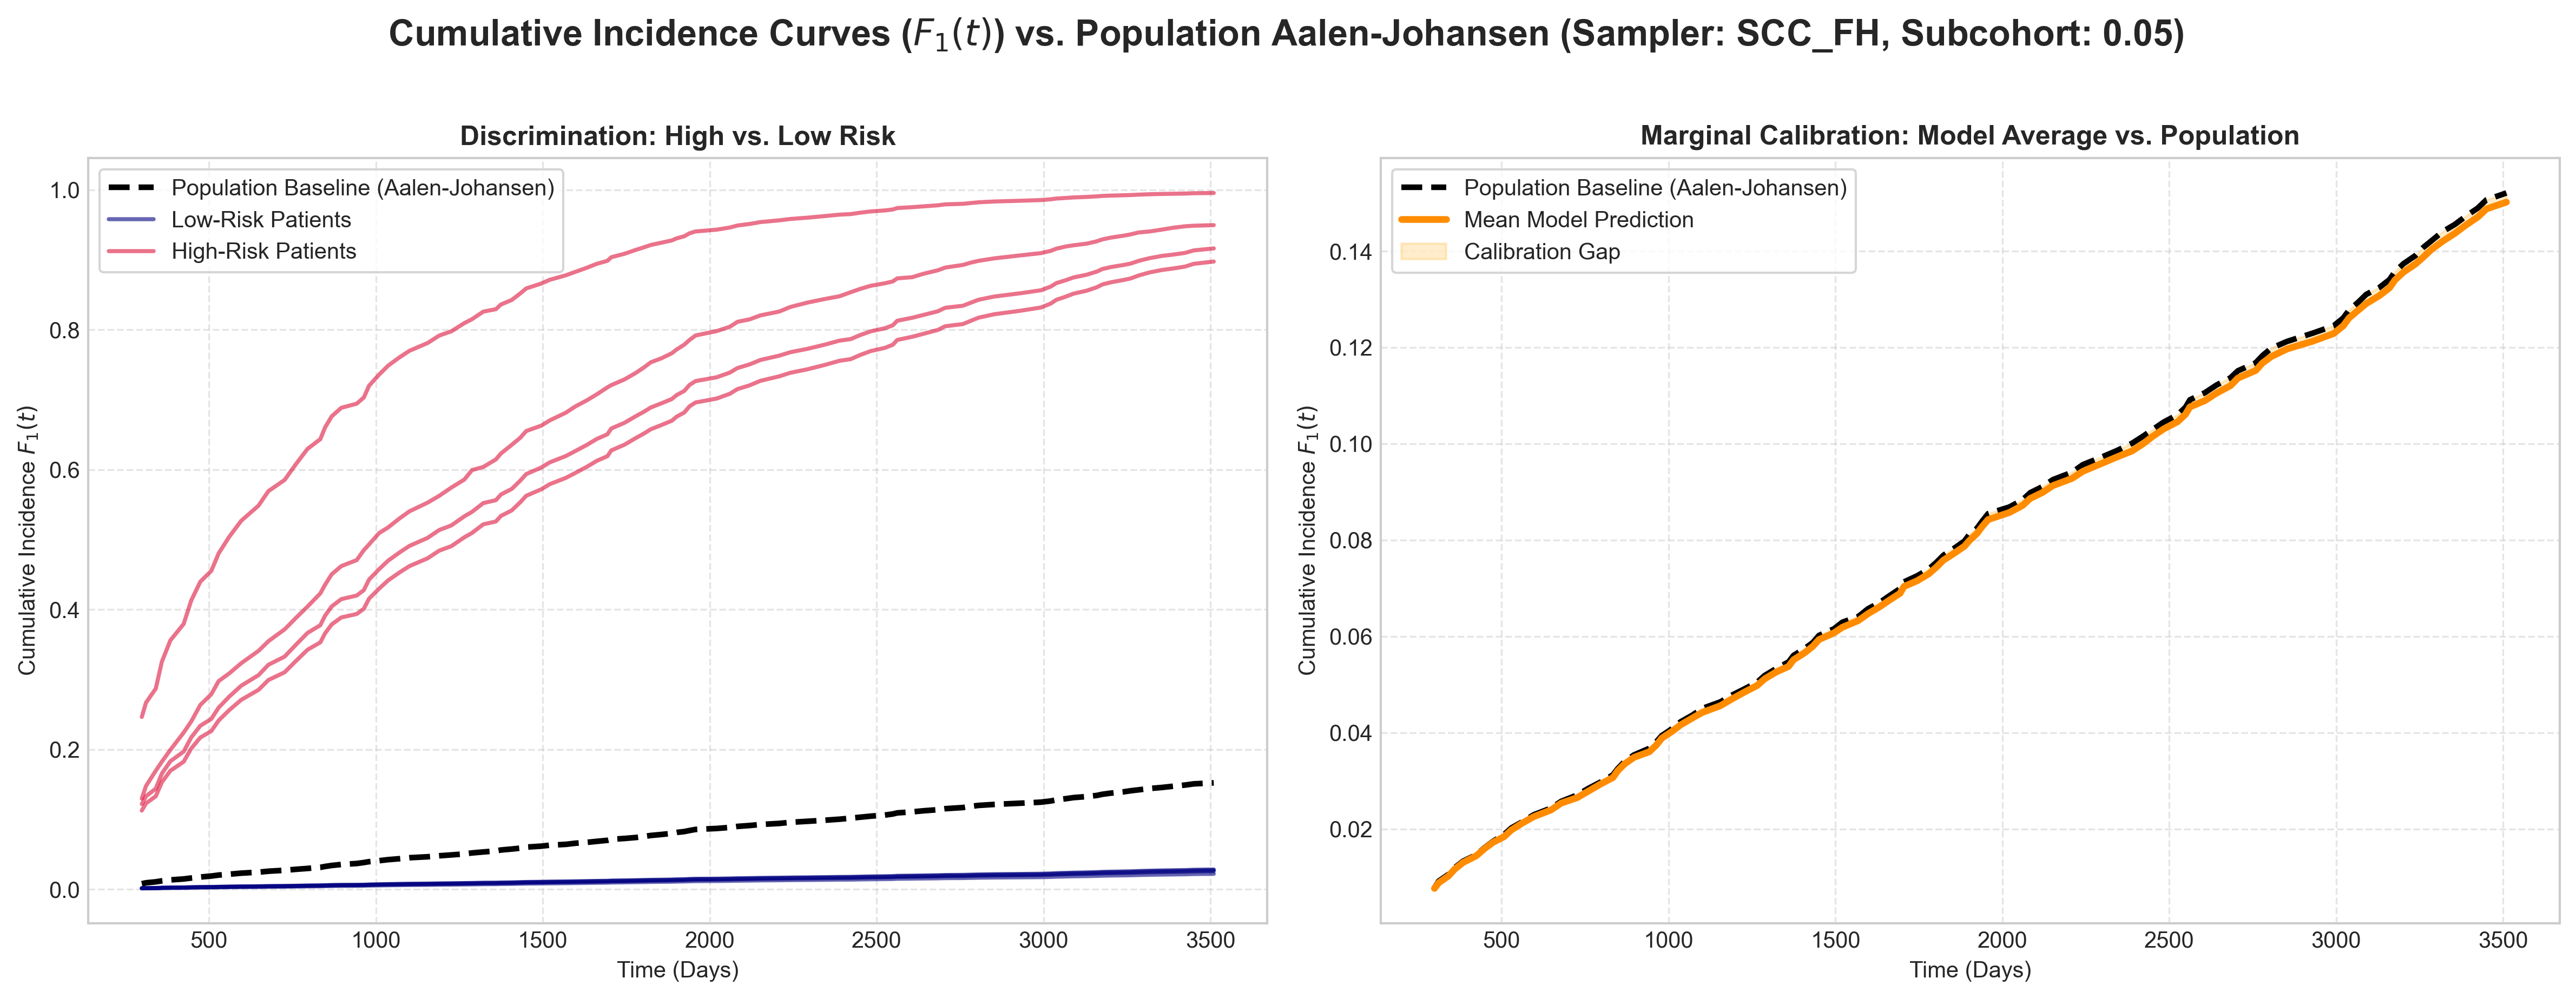 Cumulative Incidence Curves (F₁(t)) vs. Population Aalen-Johansen (Sampler: SCC_FH, Subcohort: 0.05)
Discrimination: High vs. Low Risk
Population Baseline (Aalen-Johansen)
Low-Risk Patients
High-Risk Patients
Cumulative Incidence F₁(t)
1.0
0.8
0.6
0.4
0.2
0.0
500 1000 1500 2000 2500 3000 3500
Time (Days)
Marginal Calibration: Model Average vs. Population
Population Baseline (Aalen-Johansen)
Mean Model Prediction
Calibration Gap
Cumulative Incidence F₁(t)
0.14
0.12
0.10
0.08
0.06
0.04
0.02
500 1000 1500 2000 2500 3000 3500
Time (Days)